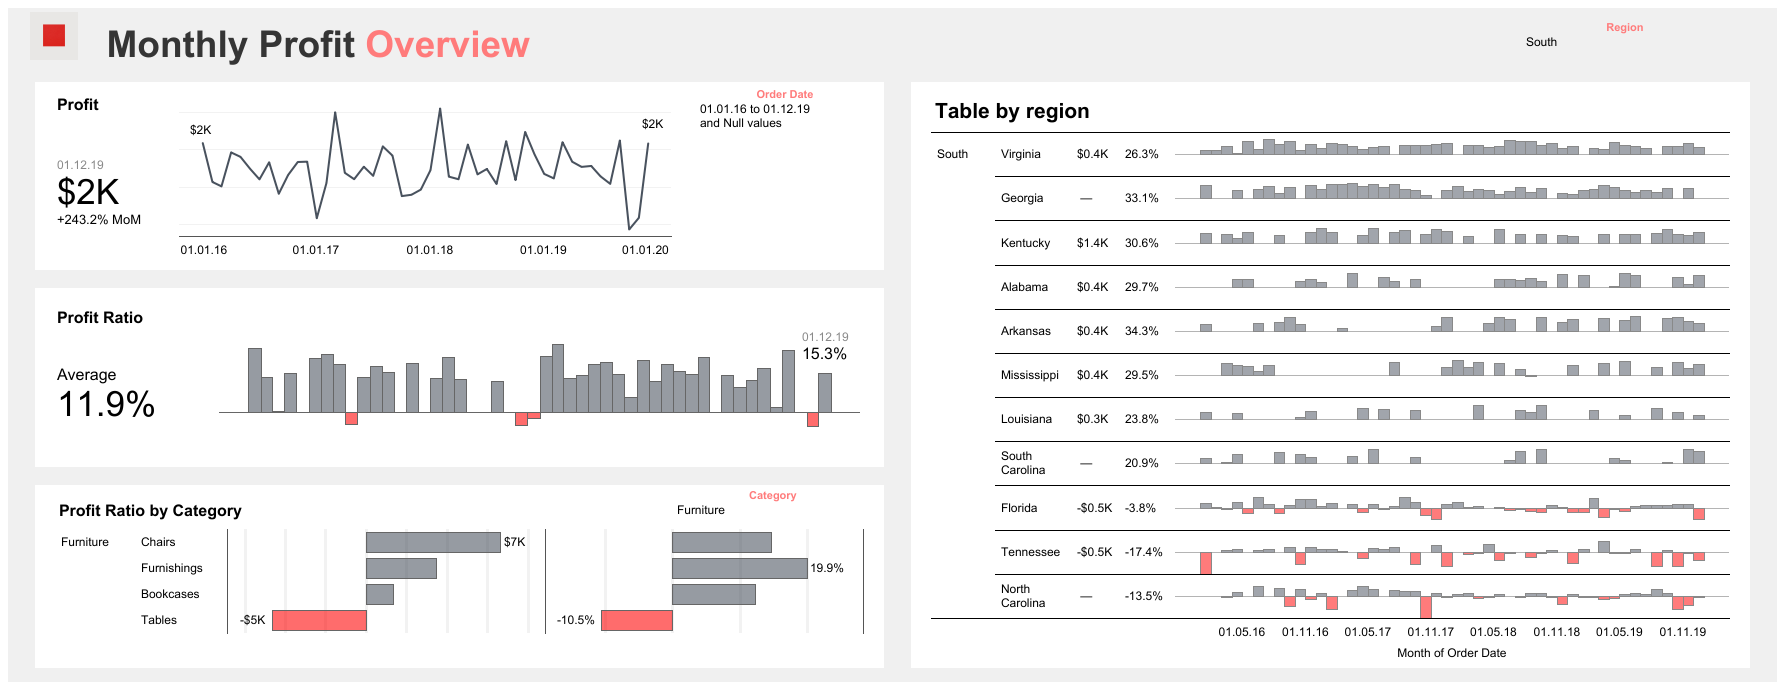 Monthly Profit Overview
Region
South
Profit
Order Date
01.01.16 to 01.12.19
and Null values
$2K
$2K
01.12.19
$2K
+243.2% MoM
01.01.16 01.01.17 01.01.18 01.01.19 01.01.20
Profit Ratio
01.12.19
15.3%
Average
11.9%
Profit Ratio by Category
Category
Furniture
Furniture Chairs $7K
Furnishings 19.9%
Bookcases
Tables -$5K -10.5%
Table by region
South Virginia $0.4K 26.3%
Georgia — 33.1%
Kentucky $1.4K 30.6%
Alabama $0.4K 29.7%
Arkansas $0.4K 34.3%
Mississippi $0.4K 29.5%
Louisiana $0.3K 23.8%
South
Carolina — 20.9%
Florida -$0.5K -3.8%
Tennessee -$0.5K -17.4%
North
Carolina — -13.5%
01.05.16 01.11.16 01.05.17 01.11.17 01.05.18 01.11.18 01.05.19 01.11.19
Month of Order Date